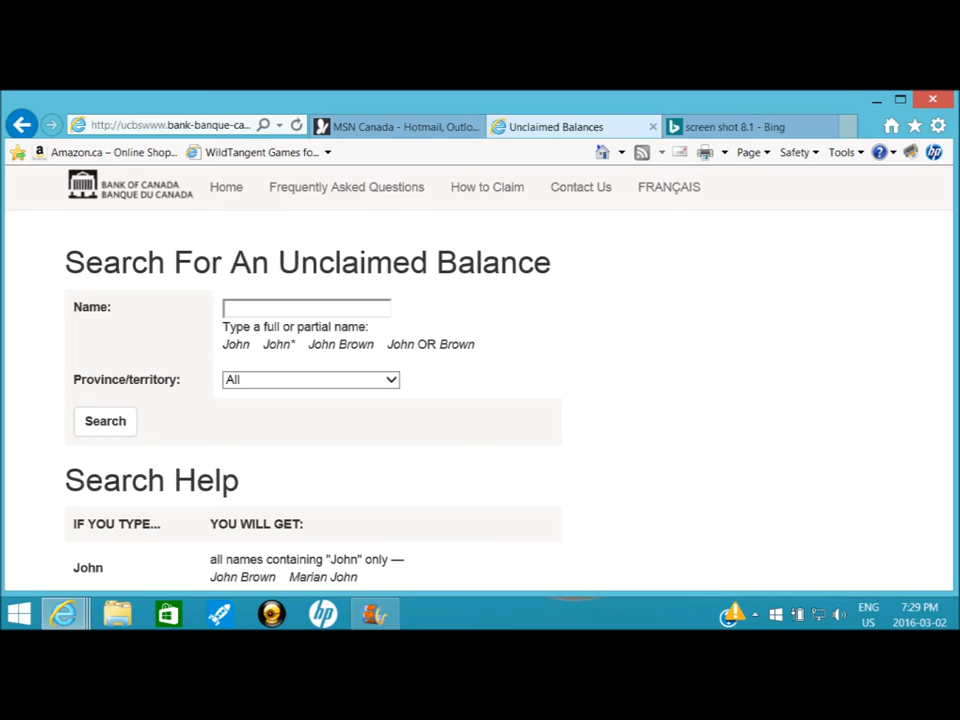 http://ucbswww.bank-banque-ca...
MSN Canada - Hotmail, Outlo...
Unclaimed Balances
screen shot 8.1 - Bing
Amazon.ca – Online Shop...
WildTangent Games fo...
Page
Safety
Tools
BANK OF CANADA
BANQUE DU CANADA
Home
Frequently Asked Questions
How to Claim
Contact Us
FRANÇAIS
Search For An Unclaimed Balance
Name:
Type a full or partial name:
John John* John Brown John OR Brown
Province/territory:
All
Search
Search Help
IF YOU TYPE... YOU WILL GET:
John
all names containing "John" only —
John Brown Marian John
ENG
US
7:29 PM
2016-03-02